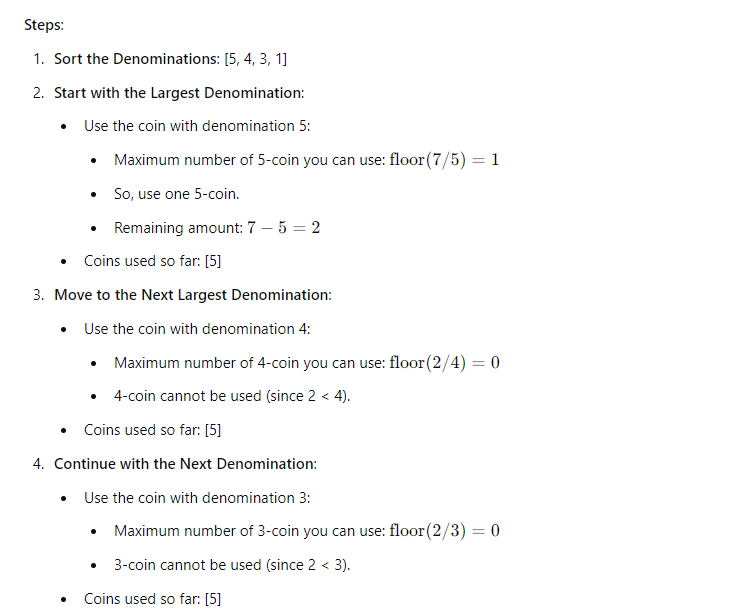 Steps:
1. Sort the Denominations: [5, 4, 3, 1]
2. Start with the Largest Denomination:
• Use the coin with denomination 5:
• Maximum number of 5-coin you can use: floor(7/5) = 1
• So, use one 5-coin.
• Remaining amount: 7 − 5 = 2
• Coins used so far: [5]
3. Move to the Next Largest Denomination:
• Use the coin with denomination 4:
• Maximum number of 4-coin you can use: floor(2/4) = 0
• 4-coin cannot be used (since 2 < 4).
• Coins used so far: [5]
4. Continue with the Next Denomination:
• Use the coin with denomination 3:
• Maximum number of 3-coin you can use: floor(2/3) = 0
• 3-coin cannot be used (since 2 < 3).
• Coins used so far: [5]